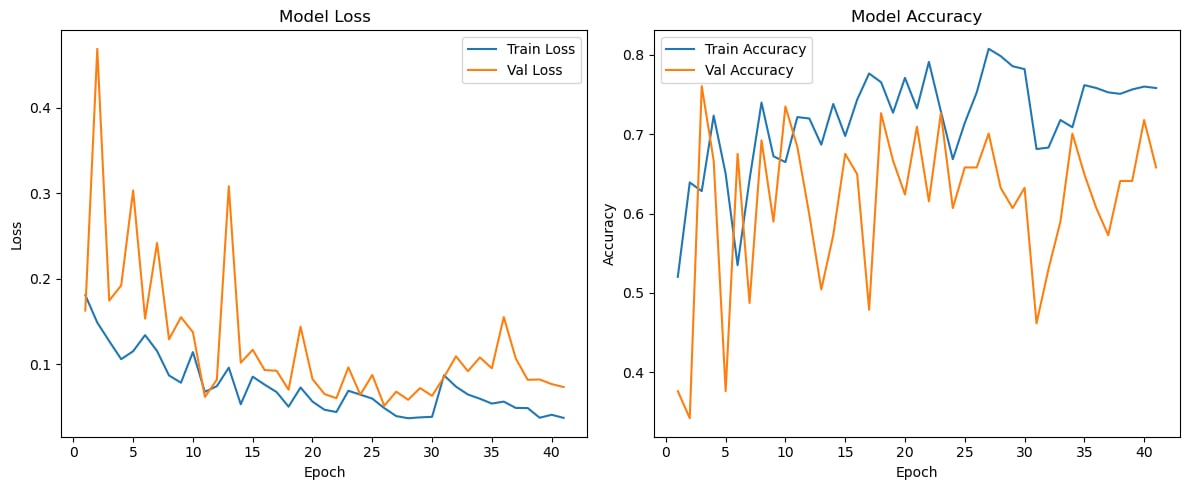 Model Loss
Train Loss
Val Loss
0.4
0.3
0.2
0.1
Loss
0 5 10 15 20 25 30 35 40
Epoch
Model Accuracy
Train Accuracy
Val Accuracy
0.8
0.7
0.6
0.5
0.4
Accuracy
0 5 10 15 20 25 30 35 40
Epoch